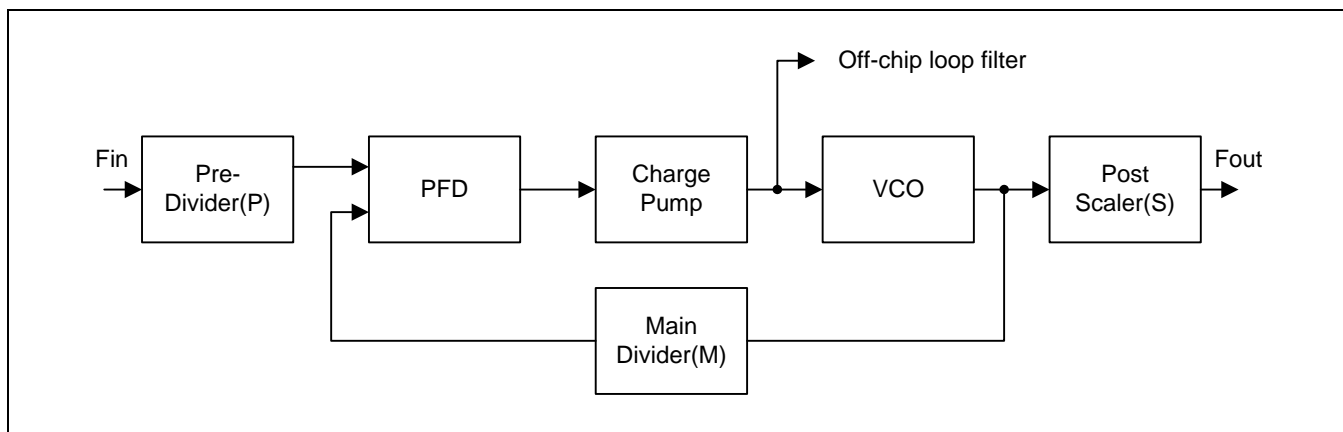 Off-chip loop filter
Fin
Pre-
Divider(P)
PFD
Charge
Pump
VCO
Post
Scaler(S)
Fout
Main
Divider(M)